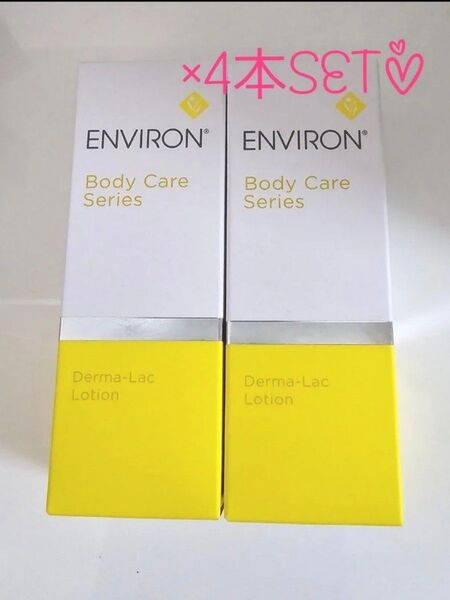 ×4本SET♡
ENVIRON®
Body Care
Series
Derma-Lac
Lotion
ENVIRON®
Body Care
Series
Derma-Lac
Lotion